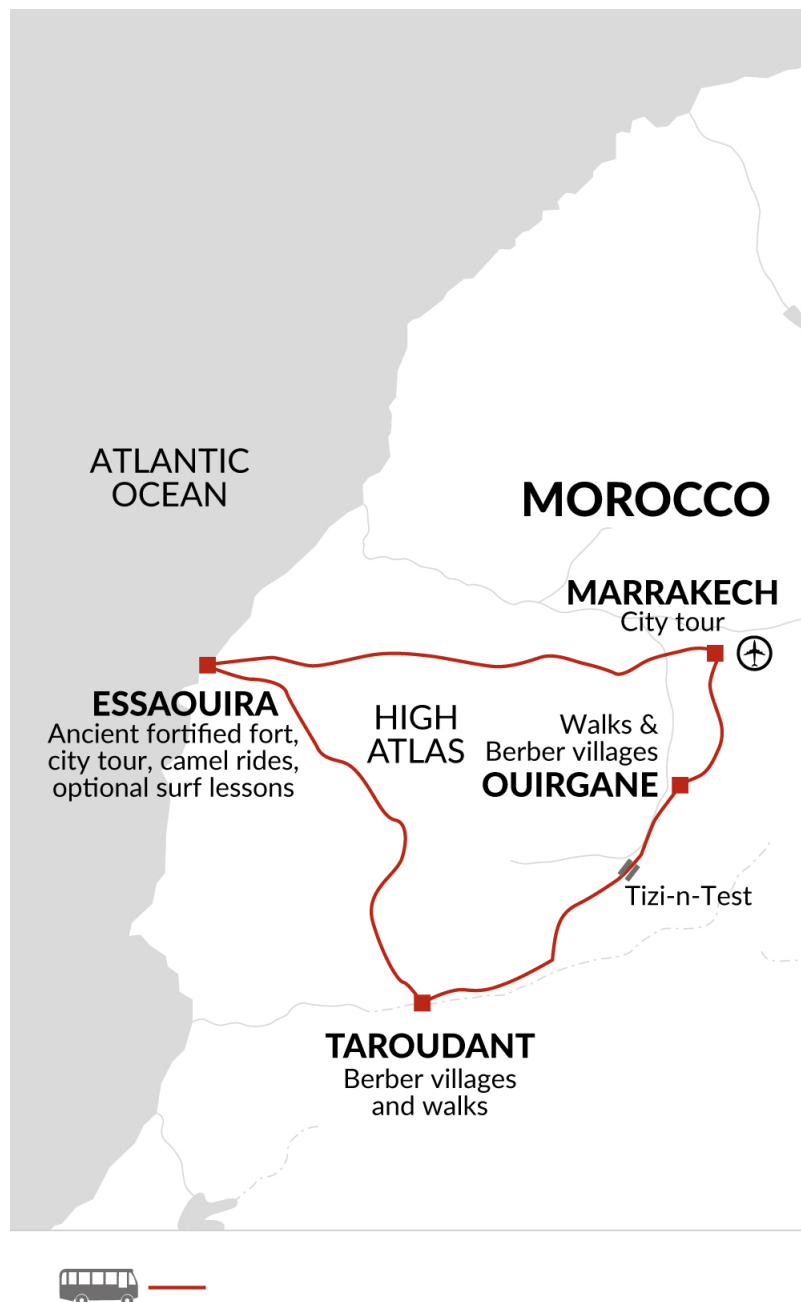 ATLANTIC
OCEAN
MOROCCO
MARRAKECH
City tour
ESSAOUIRA
Ancient fortified fort,
city tour, camel rides,
optional surf lessons
HIGH
ATLAS
Walks &
Berber villages
OUIRGANE
Tizi-n-Test
TAROUDANT
Berber villages
and walks